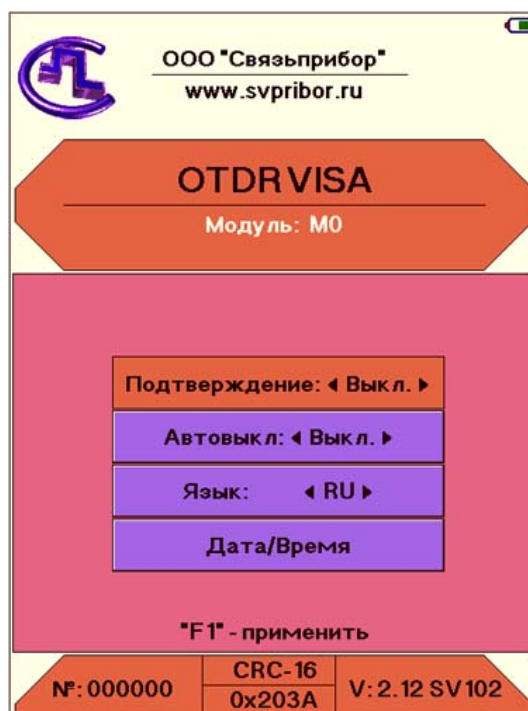 ООО "Связьприбор"
www.svpribor.ru
OTDR VISA
Модуль: М0
Подтверждение: Выкл.
Автовыкл: Выкл.
Язык: RU
Дата/Время
"F1" - применить
№: 000000
CRC-16
0x203A
V: 2.12 SV102